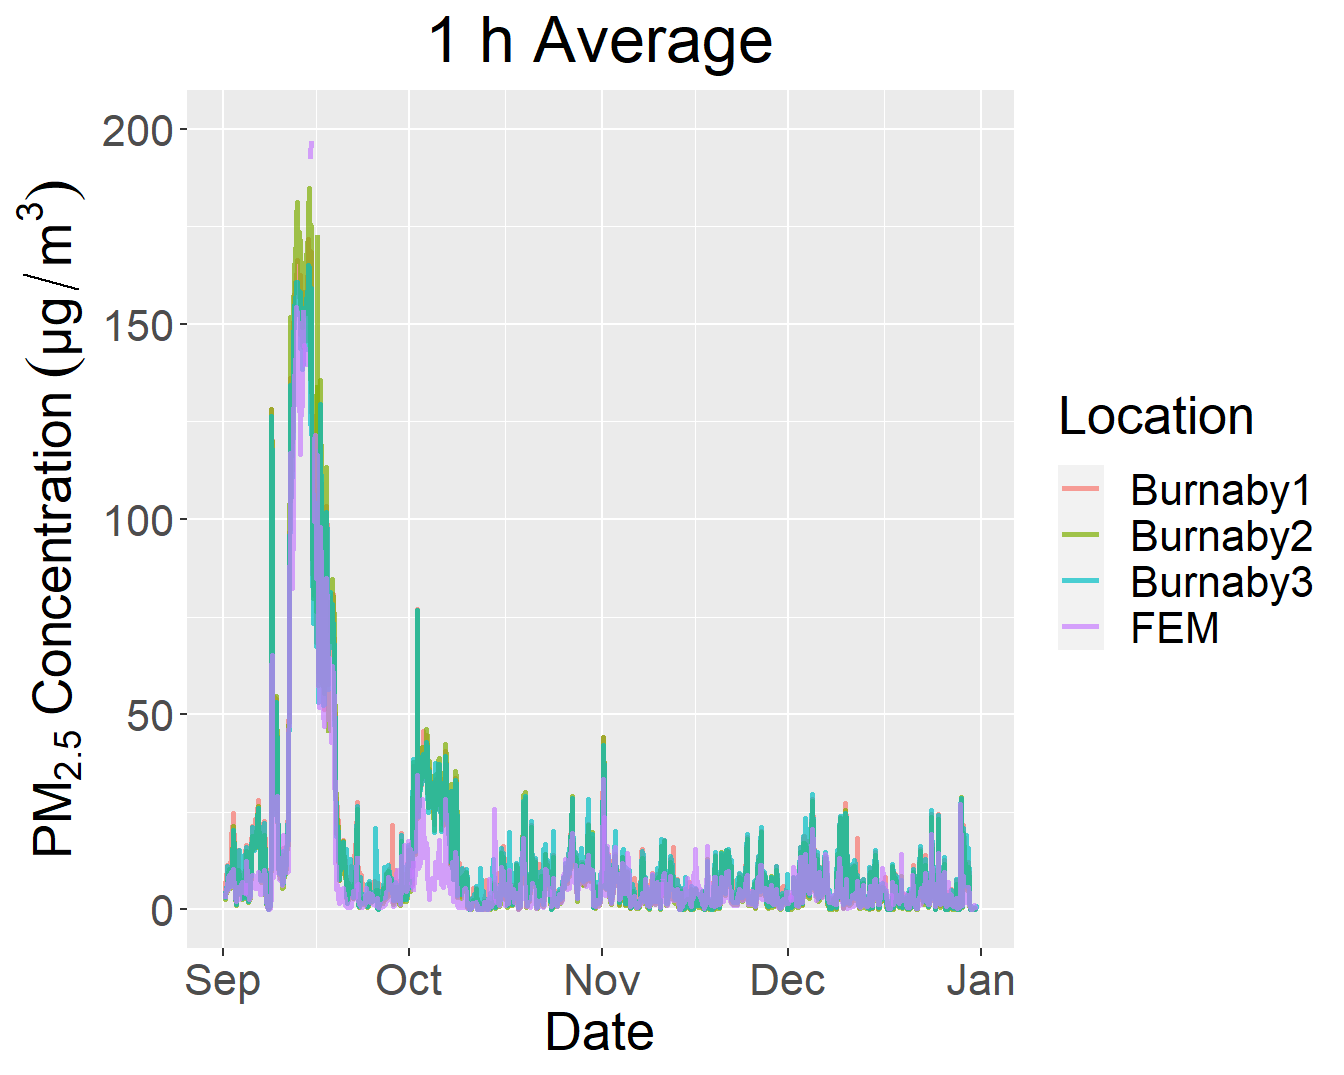 1 h Average
PM2.5 Concentration (µg / m³)
200
150
100
50
0
Sep Oct Nov Dec Jan
Date
Location
Burnaby1
Burnaby2
Burnaby3
FEM